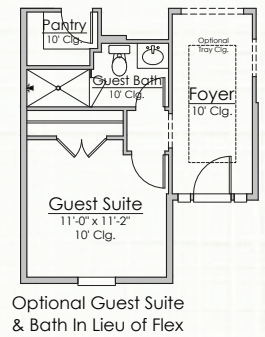 Pantry
10' Clg.
Optional
Tray Clg.
Guest Bath
10' Clg.
Foyer
10' Clg.
Guest Suite
11'-0" x 11'-2"
10' Clg.
Optional Guest Suite
& Bath In Lieu of Flex